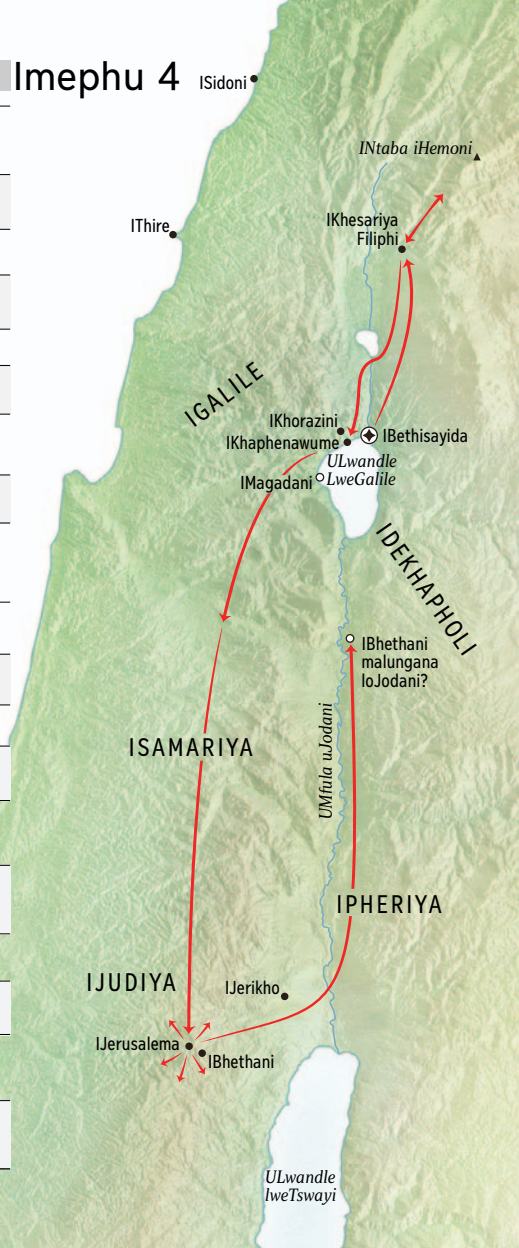 Imephu 4
ISidoni
INtaba iHemoni
IThire
IKhesariya
Filiphi
IGALILE
IKhorazini
IKhaphenawume
IBethisayida
ULwandle
LweGalile
IMagadani
IDEKHAPHOLI
IBhethani
malungana
loJodani?
UMfula uJodani
ISAMARIYA
IPHERIYA
IJUDIYA
IJerikho
IJerusalema
IBhethani
ULwandle
lweTswayi